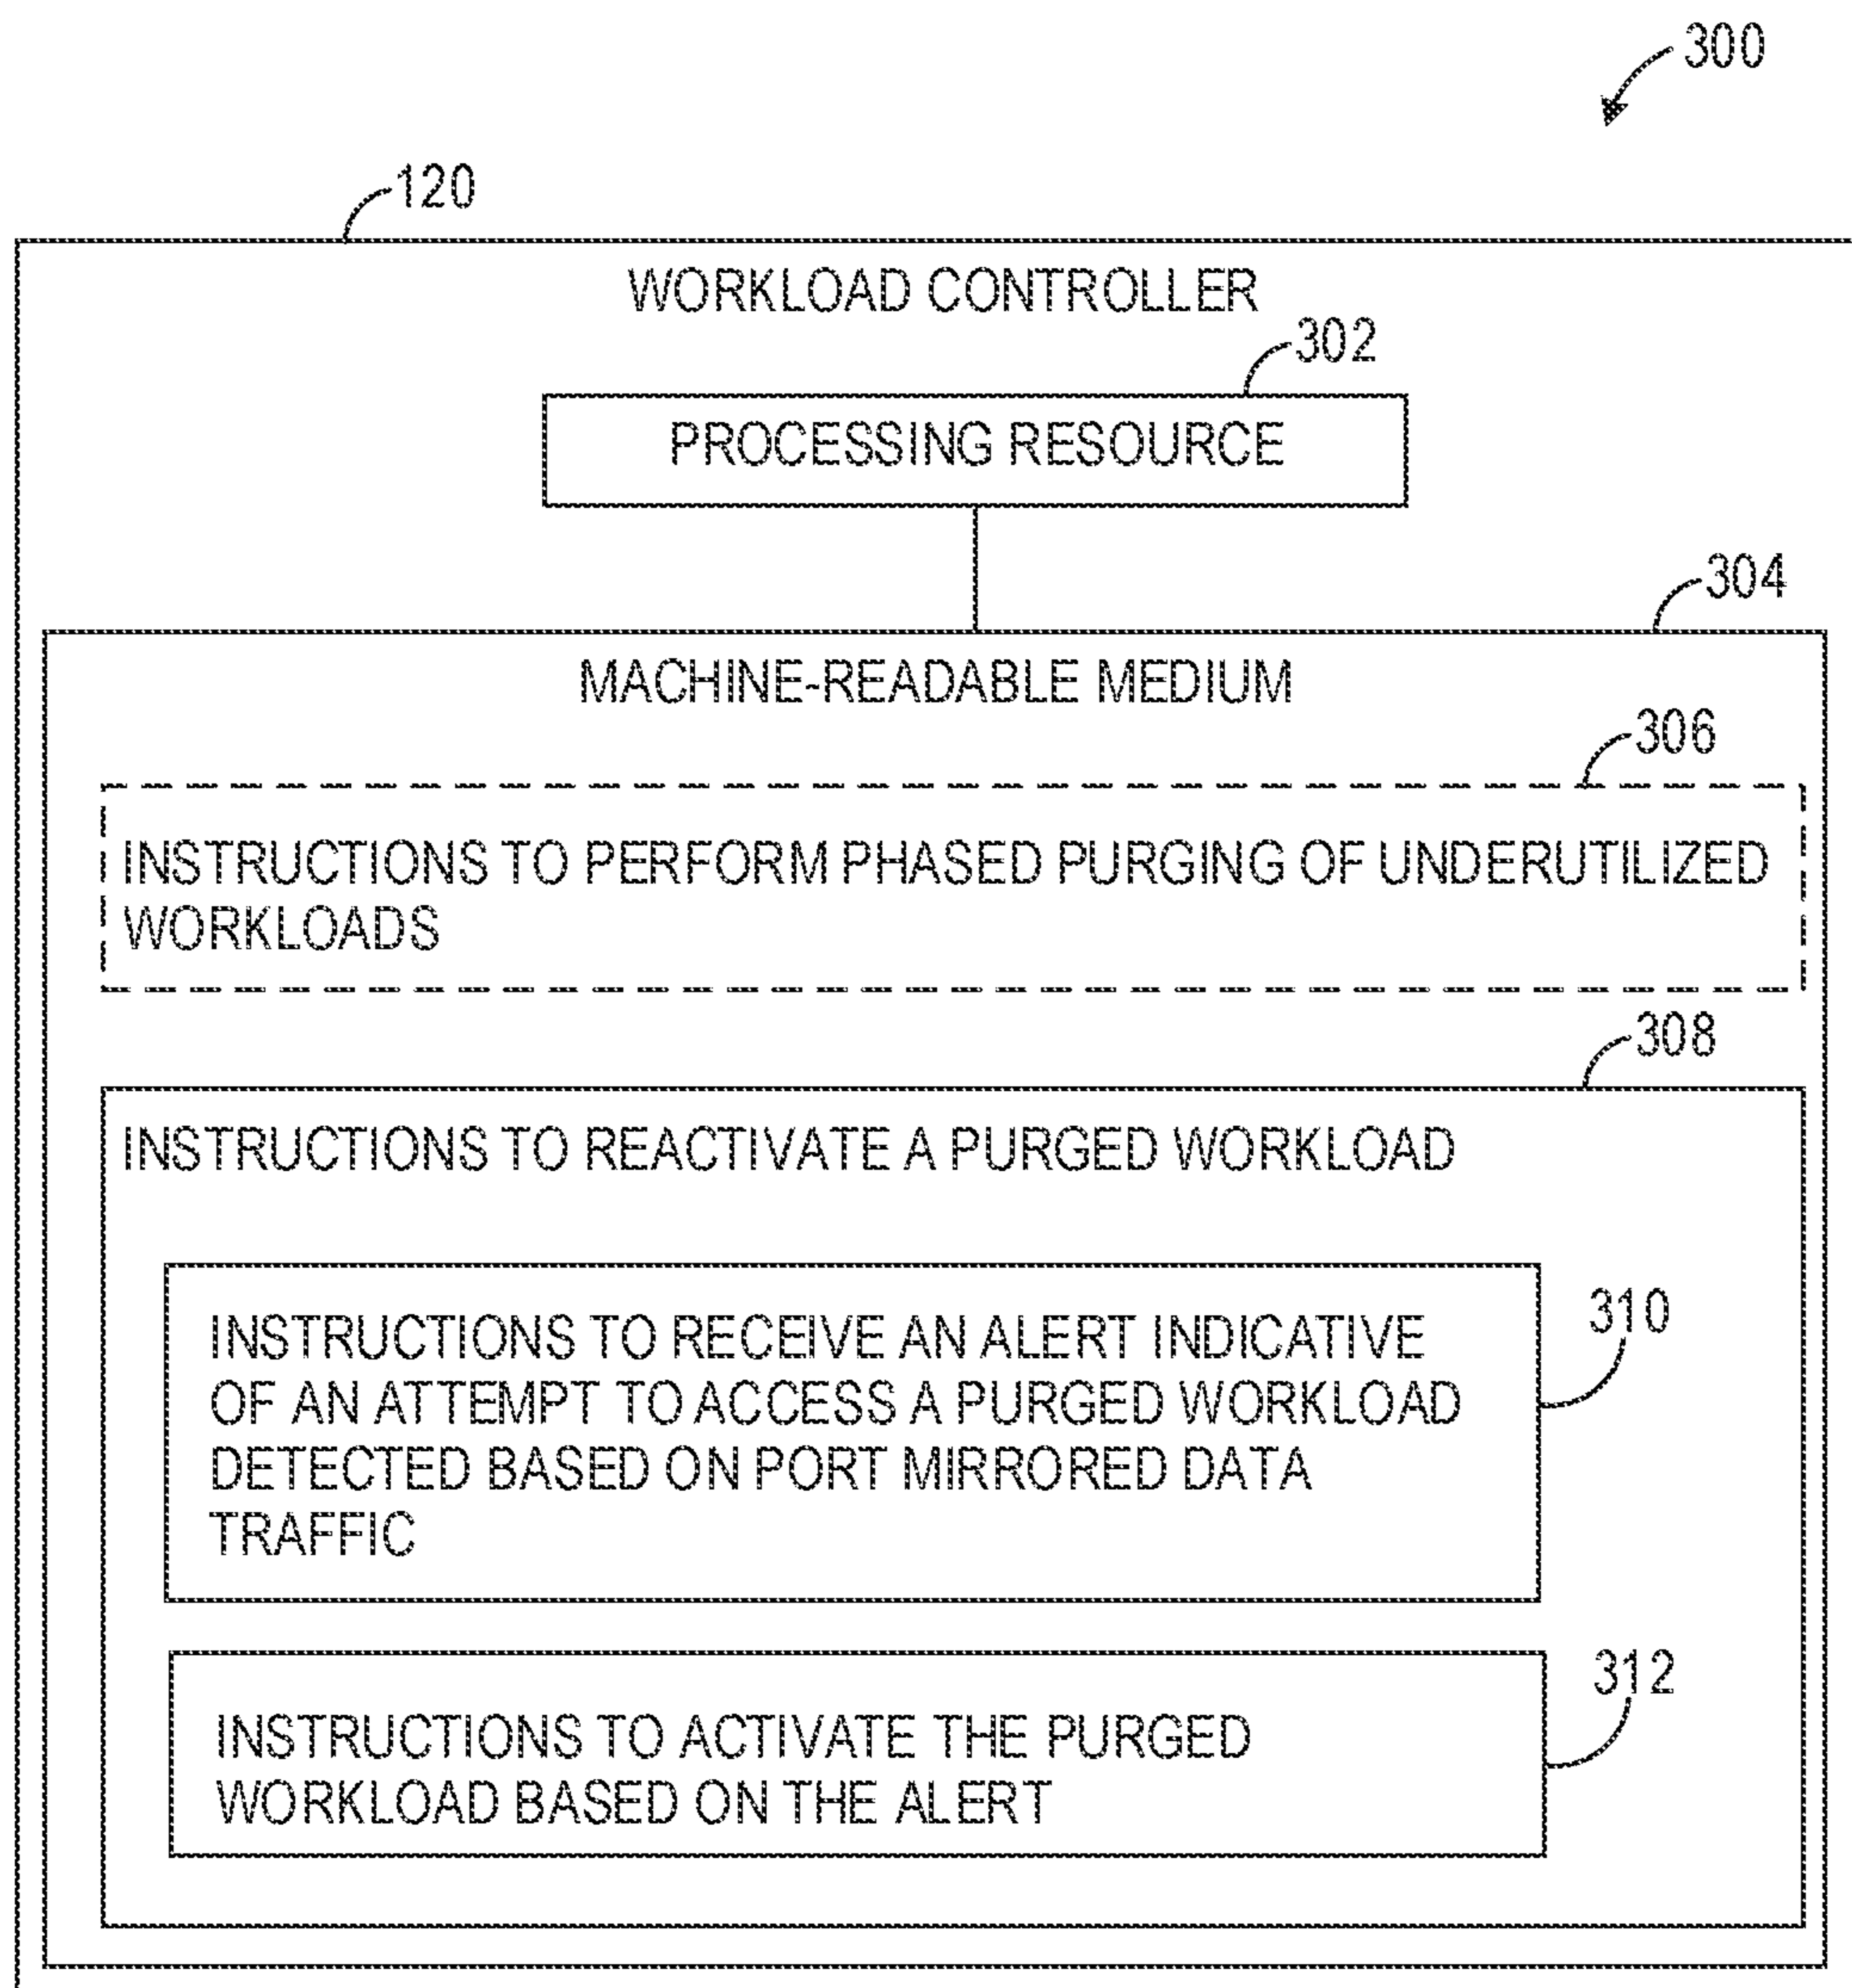 300
120
WORKLOAD CONTROLLER
302
PROCESSING RESOURCE
304
MACHINE-READABLE MEDIUM
306
INSTRUCTIONS TO PERFORM PHASED PURGING OF UNDERUTILIZED
WORKLOADS
308
INSTRUCTIONS TO REACTIVATE A PURGED WORKLOAD
310
INSTRUCTIONS TO RECEIVE AN ALERT INDICATIVE
OF AN ATTEMPT TO ACCESS A PURGED WORKLOAD
DETECTED BASED ON PORT MIRRORED DATA
TRAFFIC
312
INSTRUCTIONS TO ACTIVATE THE PURGED
WORKLOAD BASED ON THE ALERT